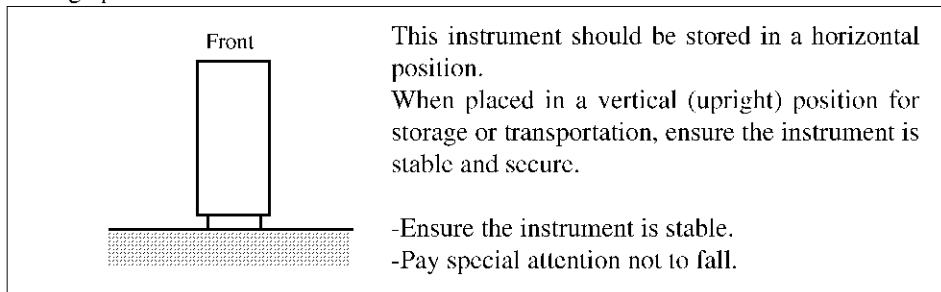 Front
This instrument should be stored in a horizontal
position.
When placed in a vertical (upright) position for
storage or transportation, ensure the instrument is
stable and secure.
-Ensure the instrument is stable.
-Pay special attention not to fall.